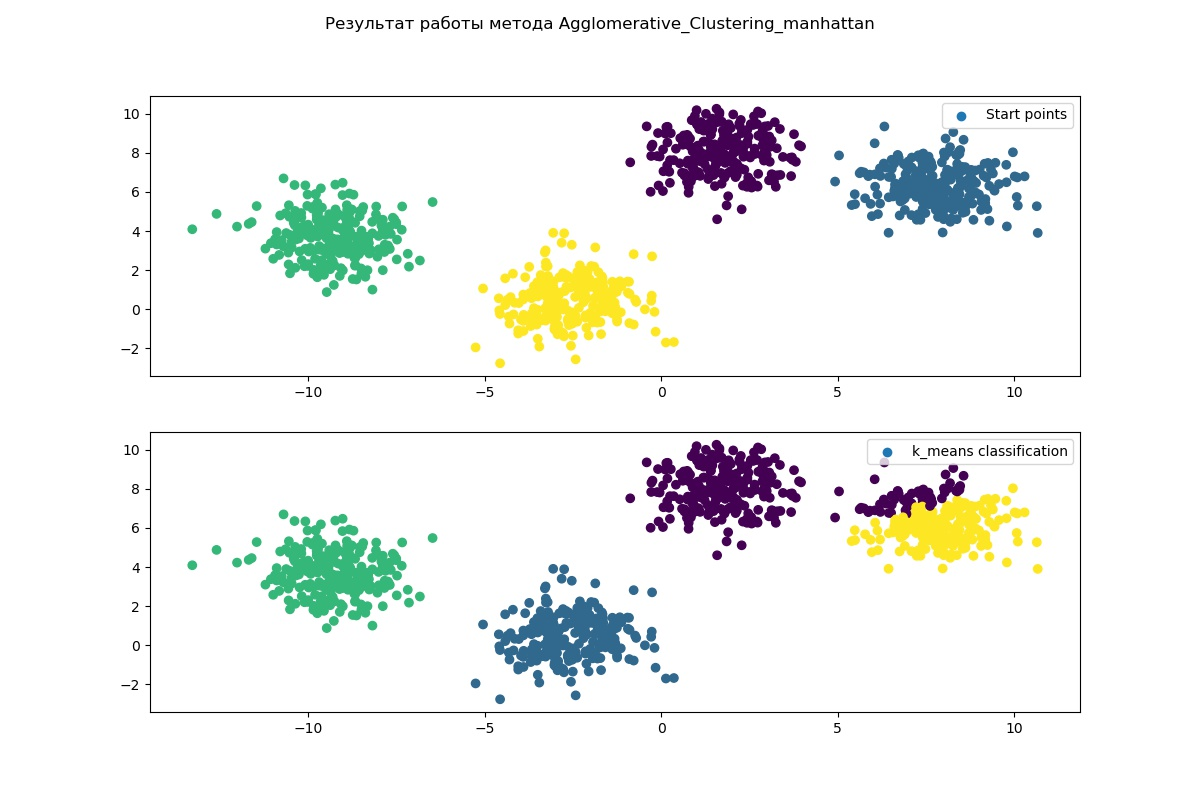 Результат работы метода Agglomerative_Clustering_manhattan
Start points
10
8
6
4
2
0
−2
−10 −5 0 5 10
k_means classification
10
8
6
4
2
0
−2
−10 −5 0 5 10